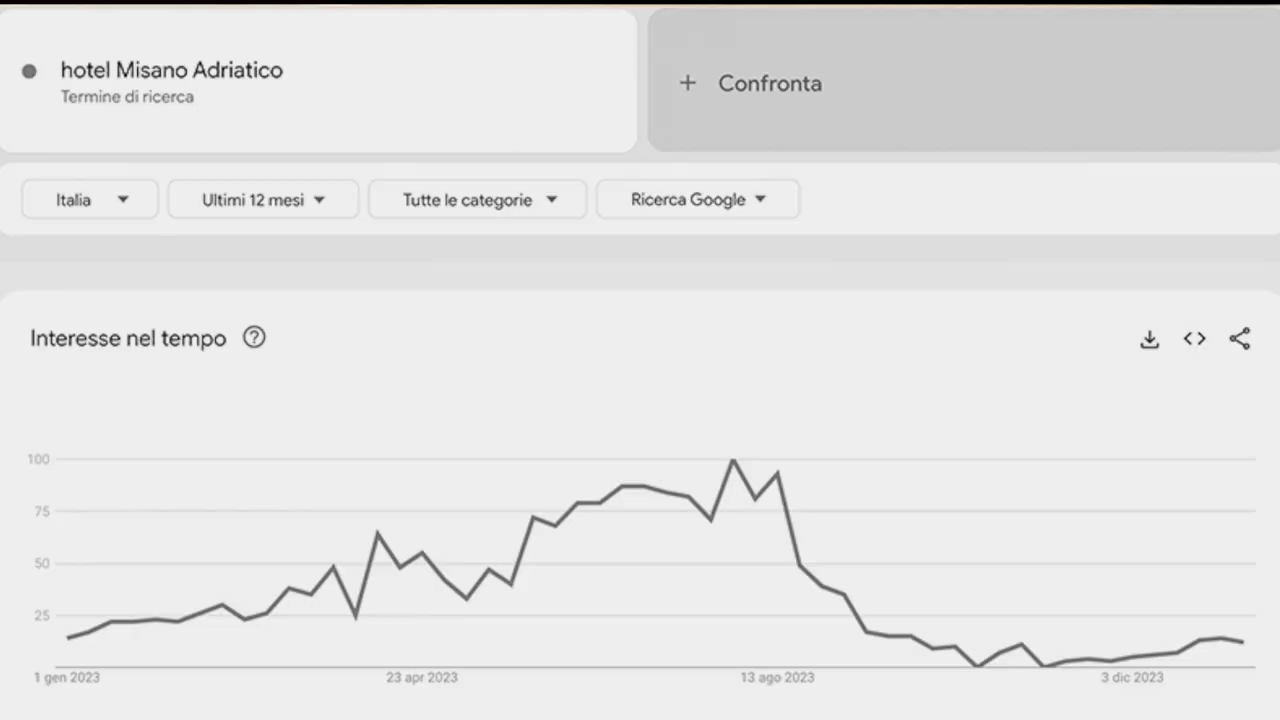 hotel Misano Adriatico
Termine di ricerca
+ Confronta
Italia
Ultimi 12 mesi
Tutte le categorie
Ricerca Google
Interesse nel tempo ?
100
75
50
25
1 gen 2023
23 apr 2023
13 ago 2023
3 dic 2023